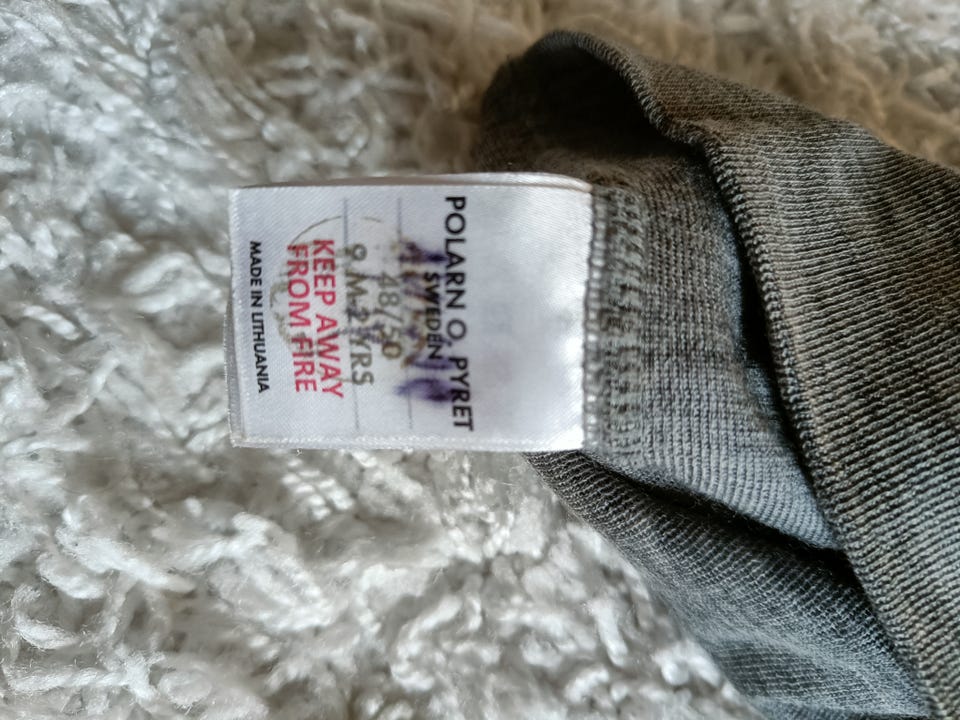 POLARN O. PYRET
SWEDEN
48/50
9 M-2 YRS
KEEP AWAY
FROM FIRE
MADE IN LITHUANIA